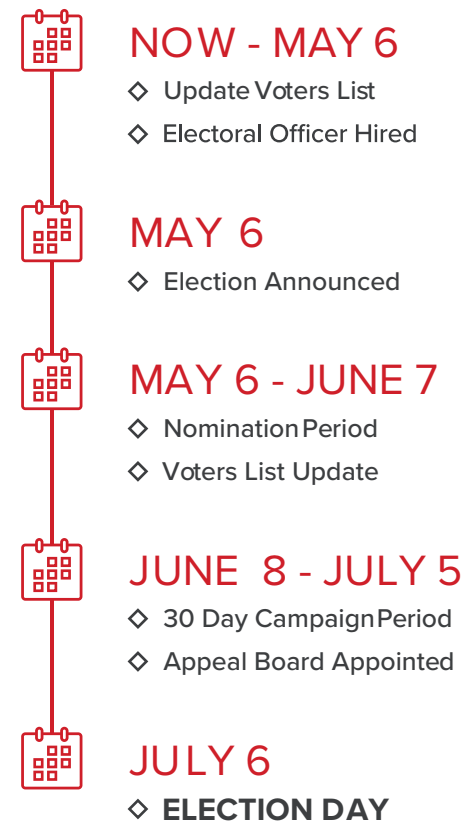 NOW - MAY 6
Update Voters List
Electoral Officer Hired
MAY 6
Election Announced
MAY 6 - JUNE 7
Nomination Period
Voters List Update
JUNE 8 - JULY 5
30 Day Campaign Period
Appeal Board Appointed
JULY 6
ELECTION DAY